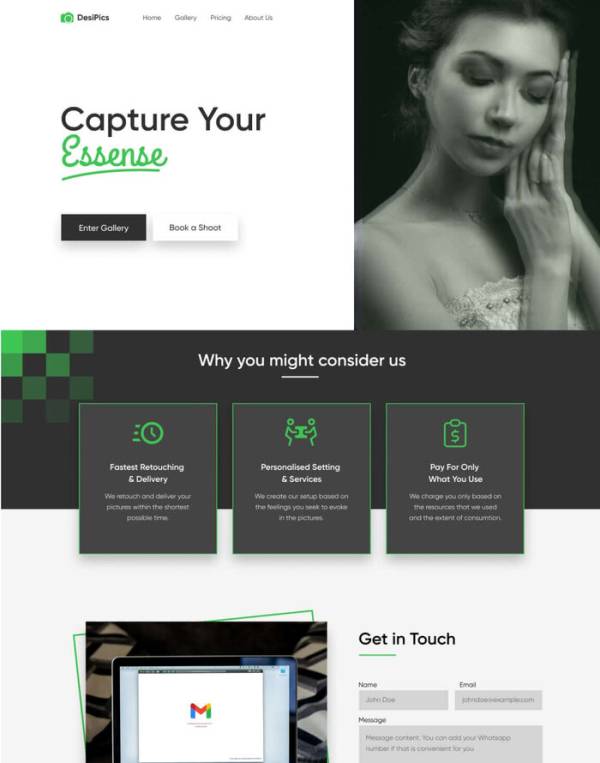 DesiPics
Home Gallery Pricing About Us
Capture Your
Essense
Enter Gallery Book a Shoot
Why you might consider us
Fastest Retouching
& Delivery
We retouch and deliver your
pictures within the shortest
possible time.
Personalised Setting
& Services
We create our setup based on
the feelings you seek to evoke
in the pictures.
Pay For Only
What You Use
We charge you only based on
the resources that we used
and the extent of consumtion.
Get in Touch
Name Email
John Doe johndoe@example.com
Message
Message content. You can add your Whatsapp
number if that is convenient for you